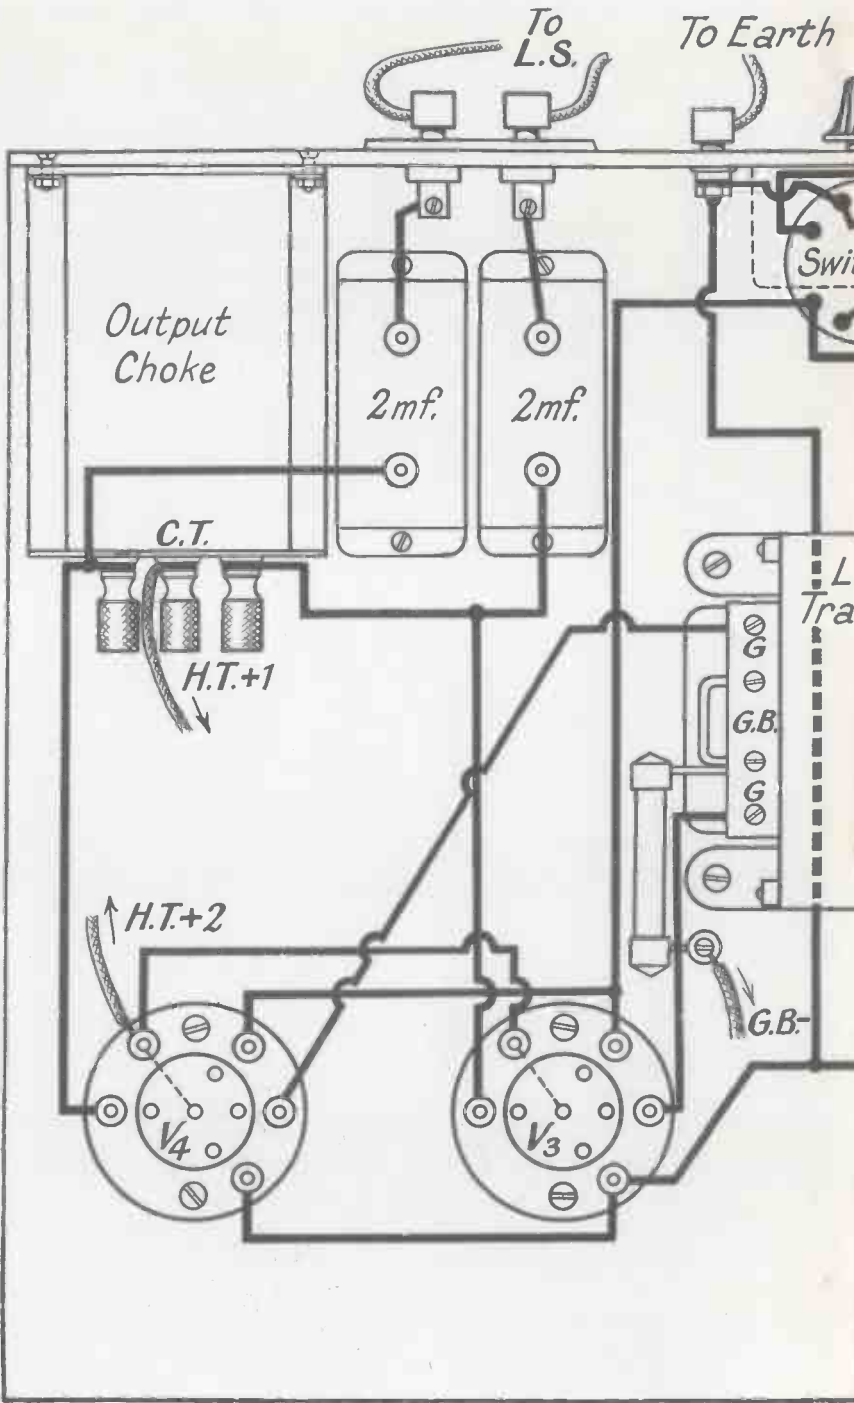 To
L.S.
To Earth
Output
Choke
2mf.
2mf.
C.T.
H.T.+1
G
G.B.
G
H.T.+2
G.B.-
V4
V3